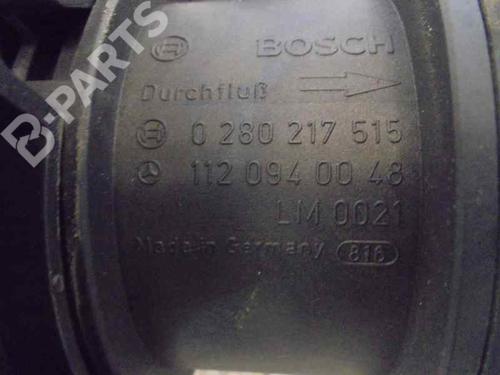 BOSCH
Durchfluß
0 280 217 515
112 094 00 48
LM 0021
Made in Germany 816
B-PARTS